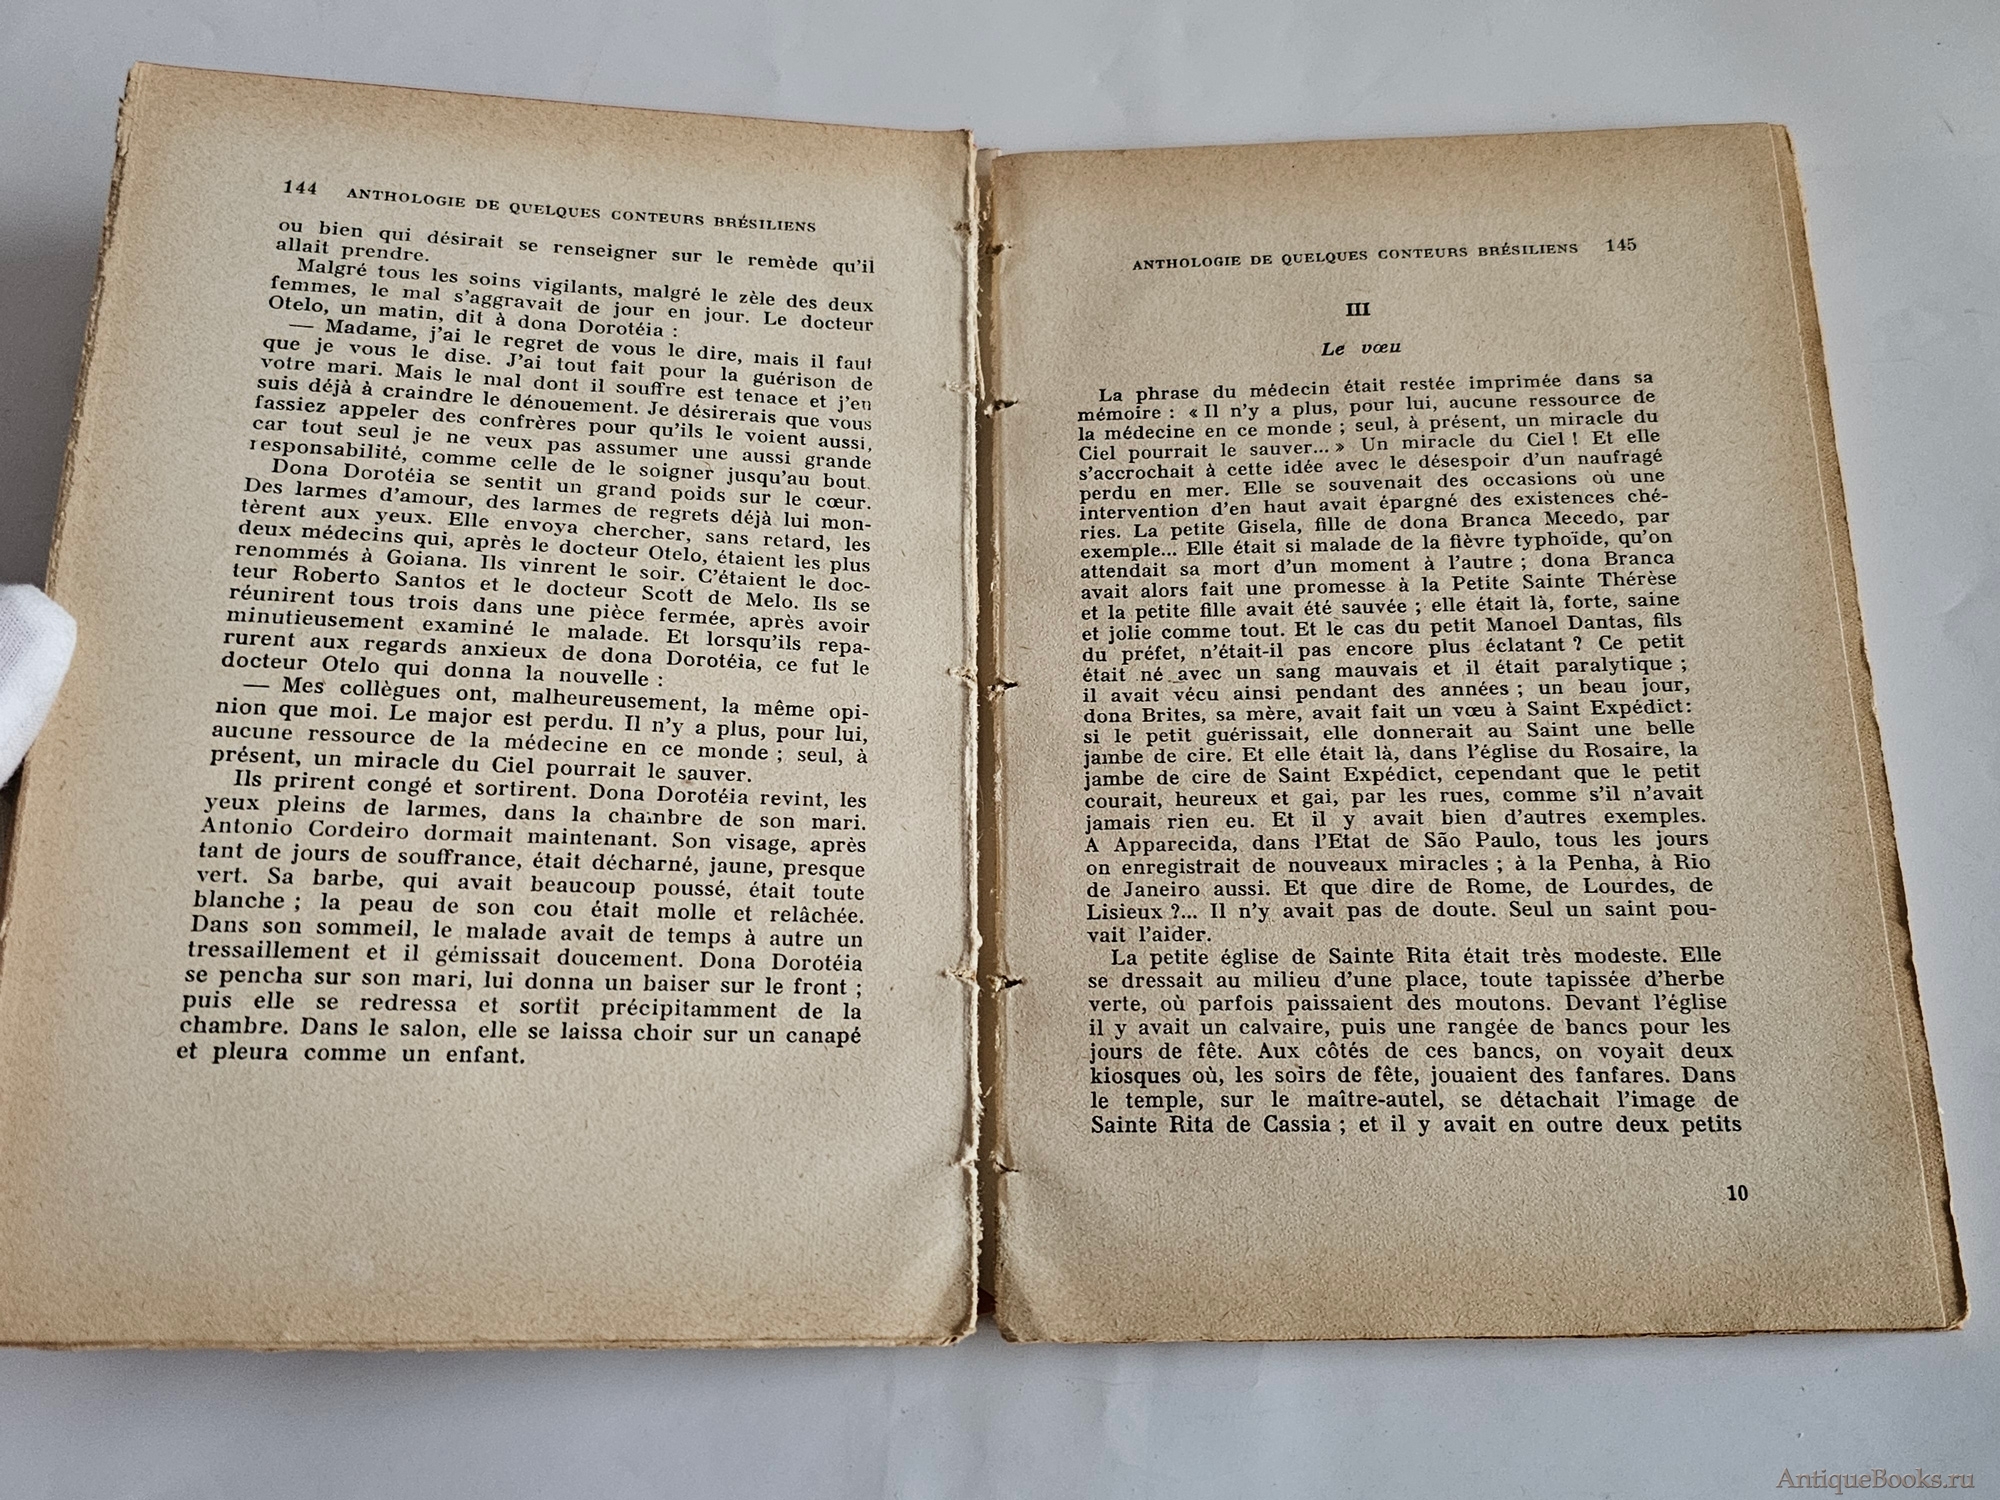 144 ANTHOLOGIE DE QUELQUES CONTEURS BRÉSILIENS
ou bien qui désirait se renseigner sur le remède qu'il
allait prendre.
Malgré tous les soins vigilants, malgré le zèle des deux
femmes, le mal s'aggravait de jour en jour. Le docteur
Otelo, un matin, dit à dona Dorotéia :
— Madame, j'ai le regret de vous le dire, mais il faut
que je vous le dise. J'ai tout fait pour la guérison de
votre mari. Mais le mal dont il souffre est tenace et j'en
suis déjà à craindre le dénouement. Je désirerais que vous
fassiez appeler des confrères pour qu'ils le voient aussi,
car tout seul je ne veux pas assumer une aussi grande
responsabilité, comme celle de le soigner jusqu'au bout.
Dona Dorotéia se sentit un grand poids sur le cœur.
Des larmes d'amour, des larmes de regrets déjà lui mon-
tèrent aux yeux. Elle envoya chercher, sans retard, les
deux médecins qui, après le docteur Otelo, étaient les plus
renommés à Goiana. Ils vinrent le soir. C'étaient le doc-
teur Roberto Santos et le docteur Scott de Melo. Ils se
réunirent tous trois dans une pièce fermée, après avoir
minutieusement examiné le malade. Et lorsqu'ils repa-
rurent aux regards anxieux de dona Dorotéia, ce fut le
docteur Otelo qui donna la nouvelle :
— Mes collègues ont, malheureusement, la même opi-
nion que moi. Le major est perdu. Il n'y a plus, pour lui,
aucune ressource de la médecine en ce monde ; seul, à
présent, un miracle du Ciel pourrait le sauver.
Ils prirent congé et sortirent. Dona Dorotéia revint, les
yeux pleins de larmes, dans la chambre de son mari.
Antonio Cordeiro dormait maintenant. Son visage, après
tant de jours de souffrance, était décharné, jaune, presque
vert. Sa barbe, qui avait beaucoup poussé, était toute
blanche ; la peau de son cou était molle et relâchée.
Dans son sommeil, le malade avait de temps à autre un
tressaillement et il gémissait doucement. Dona Dorotéia
se pencha sur son mari, lui donna un baiser sur le front ;
puis elle se redressa et sortit précipitamment de la
chambre. Dans le salon, elle se laissa choir sur un canapé
et pleura comme un enfant.
ANTHOLOGIE DE QUELQUES CONTEURS BRÉSILIENS 145
III
Le vœu
La phrase du médecin était restée imprimée dans sa
mémoire : « Il n'y a plus, pour lui, aucune ressource de
la médecine en ce monde ; seul, à présent, un miracle du
Ciel pourrait le sauver... » Un miracle du Ciel ! Et elle
s'accrochait à cette idée avec le désespoir d'un naufragé
perdu en mer. Elle se souvenait des occasions où une
intervention d'en haut avait épargné des existences ché-
ries. La petite Gisela, fille de dona Branca Mecedo, par
exemple... Elle était si malade de la fièvre typhoïde, qu'on
attendait sa mort d'un moment à l'autre ; dona Branca
avait alors fait une promesse à la Petite Sainte Thérèse
et la petite fille avait été sauvée ; elle était là, forte, saine
et jolie comme tout. Et le cas du petit Manoel Dantas, fils
du préfet, n'était-il pas encore plus éclatant ? Ce petit
était né avec un sang mauvais et il était paralytique ;
il avait vécu ainsi pendant des années ; un beau jour,
dona Brites, sa mère, avait fait un vœu à Saint Expédict:
si le petit guérissait, elle donnerait au Saint une belle
jambe de cire. Et elle était là, dans l'église du Rosaire, la
jambe de cire de Saint Expédict, cependant que le petit
courait, heureux et gai, par les rues, comme s'il n'avait
jamais rien eu. Et il y avait bien d'autres exemples.
A Apparecida, dans l'Etat de São Paulo, tous les jours
on enregistrait de nouveaux miracles ; à la Penha, à Rio
de Janeiro aussi. Et que dire de Rome, de Lourdes, de
Lisieux ?... Il n'y avait pas de doute. Seul un saint pou-
vait l'aider.
La petite église de Sainte Rita était très modeste. Elle
se dressait au milieu d'une place, toute tapissée d'herbe
verte, où parfois paissaient des moutons. Devant l'église
il y avait un calvaire, puis une rangée de bancs pour les
jours de fête. Aux côtés de ces bancs, on voyait deux
kiosques où, les soirs de fête, jouaient des fanfares. Dans
le temple, sur le maître-autel, se détachait l'image de
Sainte Rita de Cassia ; et il y avait en outre deux petits
10
AntiqueBooks.ru